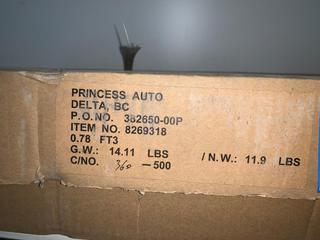 PRINCESS AUTO
DELTA, BC
P.O.NO. 382650-00P
ITEM NO. 8269318
0.78 FT3
G.W.: 14.11 LBS / N.W.: 11.9 LBS
C/NO. 360 -500